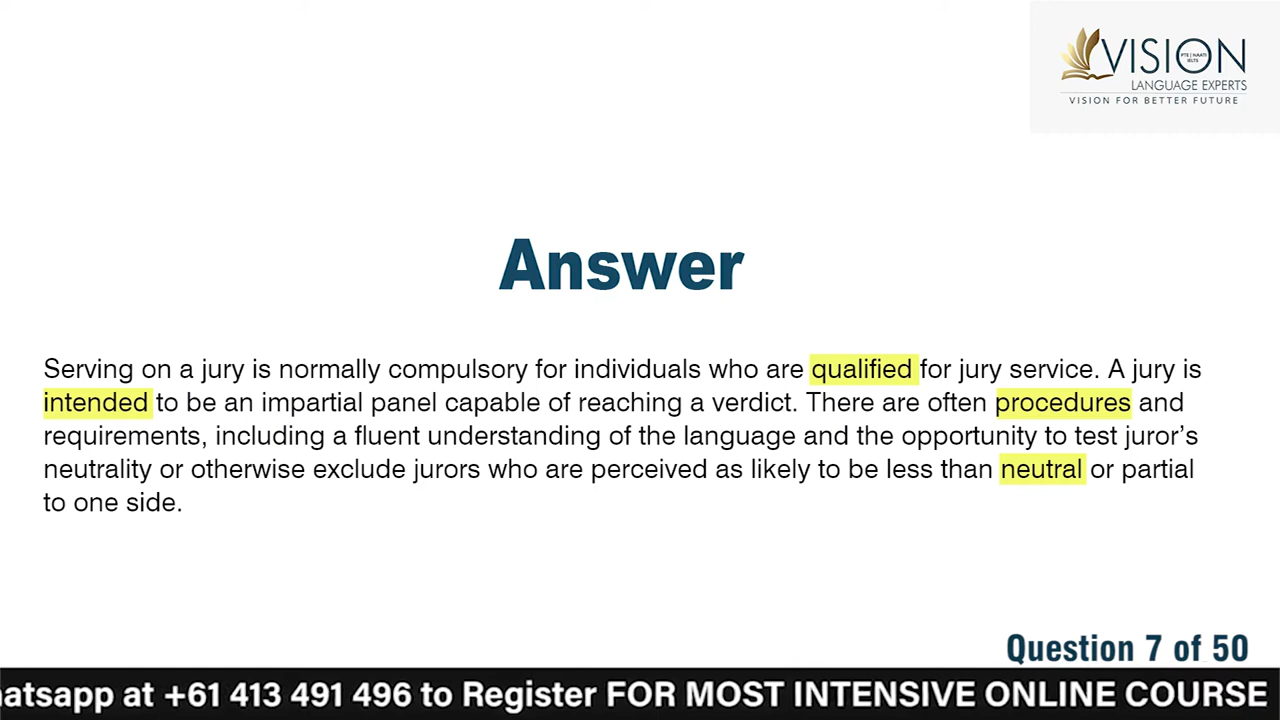 VISION
PTE | NAATI
IELTS
LANGUAGE EXPERTS
VISION FOR BETTER FUTURE
Answer
Serving on a jury is normally compulsory for individuals who are qualified for jury service. A jury is
intended to be an impartial panel capable of reaching a verdict. There are often procedures and
requirements, including a fluent understanding of the language and the opportunity to test juror's
neutrality or otherwise exclude jurors who are perceived as likely to be less than neutral or partial
to one side.
Question 7 of 50
hatsapp at +61 413 491 496 to Register FOR MOST INTENSIVE ONLINE COURSE